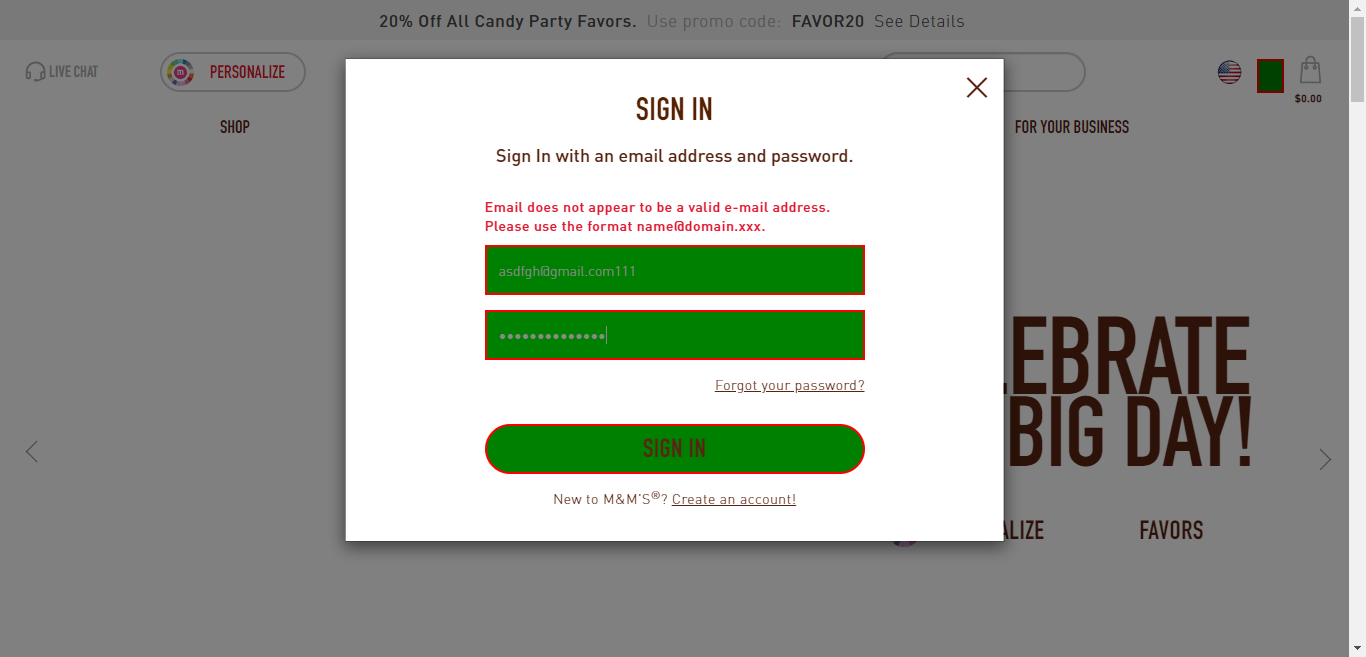 20% Off All Candy Party Favors. Use promo code: FAVOR20 See Details
LIVE CHAT
m
PERSONALIZE
$0.00
SHOP
FOR YOUR BUSINESS
SIGN IN
Sign In with an email address and password.
Email does not appear to be a valid e-mail address.
Please use the format name@domain.xxx.
asdfgh@gmail.com111
••••••••••••••
Forgot your password?
SIGN IN
New to M&M'S®? Create an account!
LEBRATE
BIG DAY!
ALIZE
FAVORS